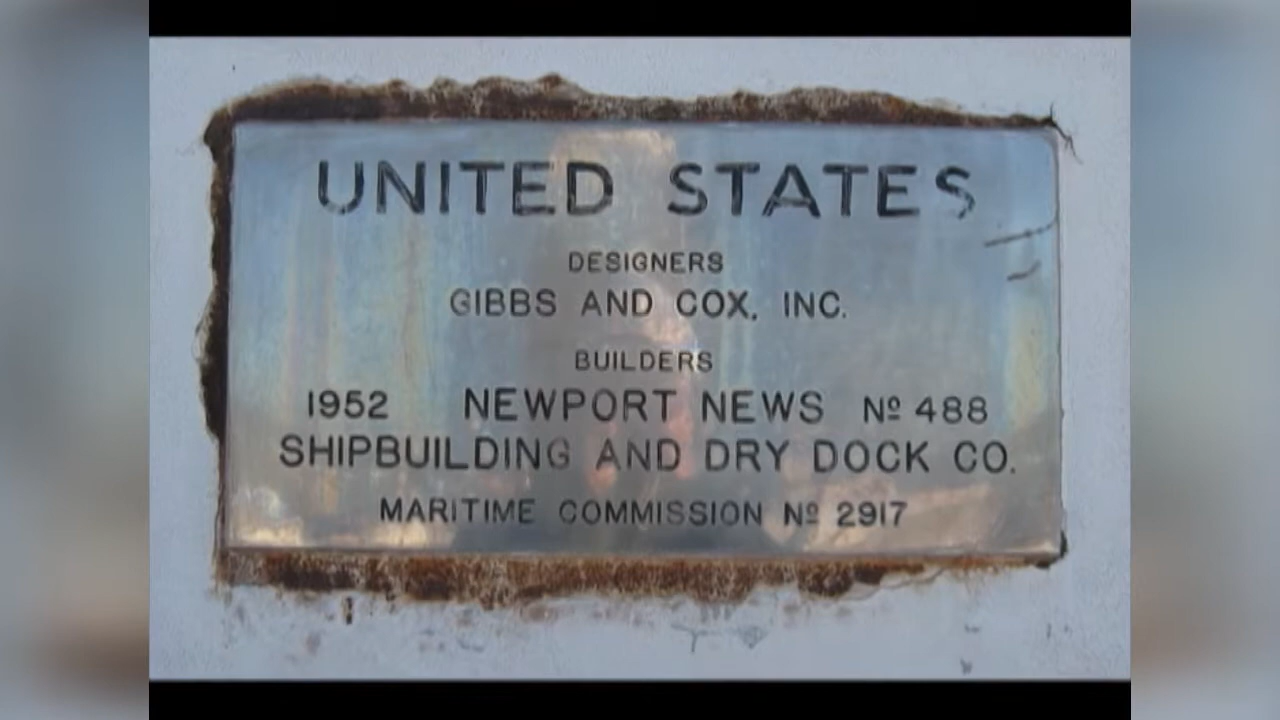 UNITED STATES
DESIGNERS
GIBBS AND COX, INC.
BUILDERS
1952 NEWPORT NEWS Nº 488
SHIPBUILDING AND DRY DOCK CO.
MARITIME COMMISSION Nº 2917